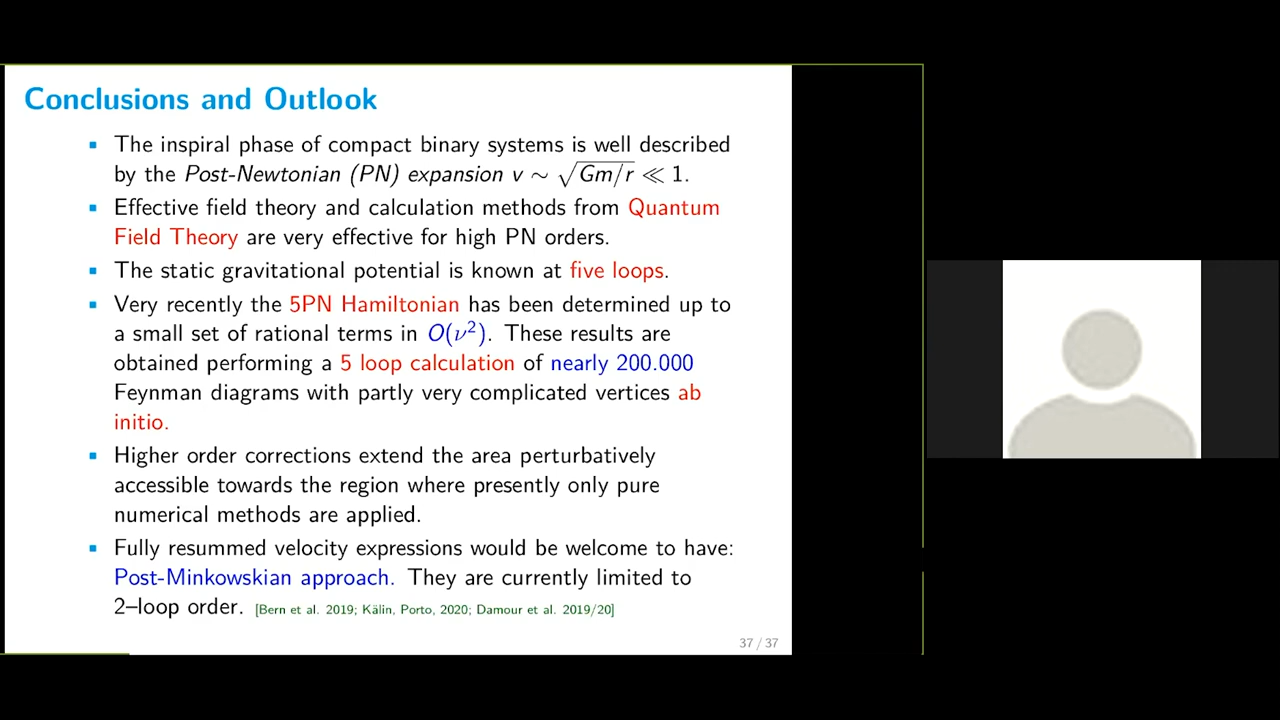 Conclusions and Outlook
▪ The inspiral phase of compact binary systems is well described
by the Post-Newtonian (PN) expansion v ∼ √Gm/r ≪ 1.
▪ Effective field theory and calculation methods from Quantum
Field Theory are very effective for high PN orders.
▪ The static gravitational potential is known at five loops.
▪ Very recently the 5PN Hamiltonian has been determined up to
a small set of rational terms in O(ν²). These results are
obtained performing a 5 loop calculation of nearly 200.000
Feynman diagrams with partly very complicated vertices ab
initio.
▪ Higher order corrections extend the area perturbatively
accessible towards the region where presently only pure
numerical methods are applied.
▪ Fully resummed velocity expressions would be welcome to have:
Post-Minkowskian approach. They are currently limited to
2–loop order. [Bern et al. 2019; Kälin, Porto, 2020; Damour et al. 2019/20]
37 / 37